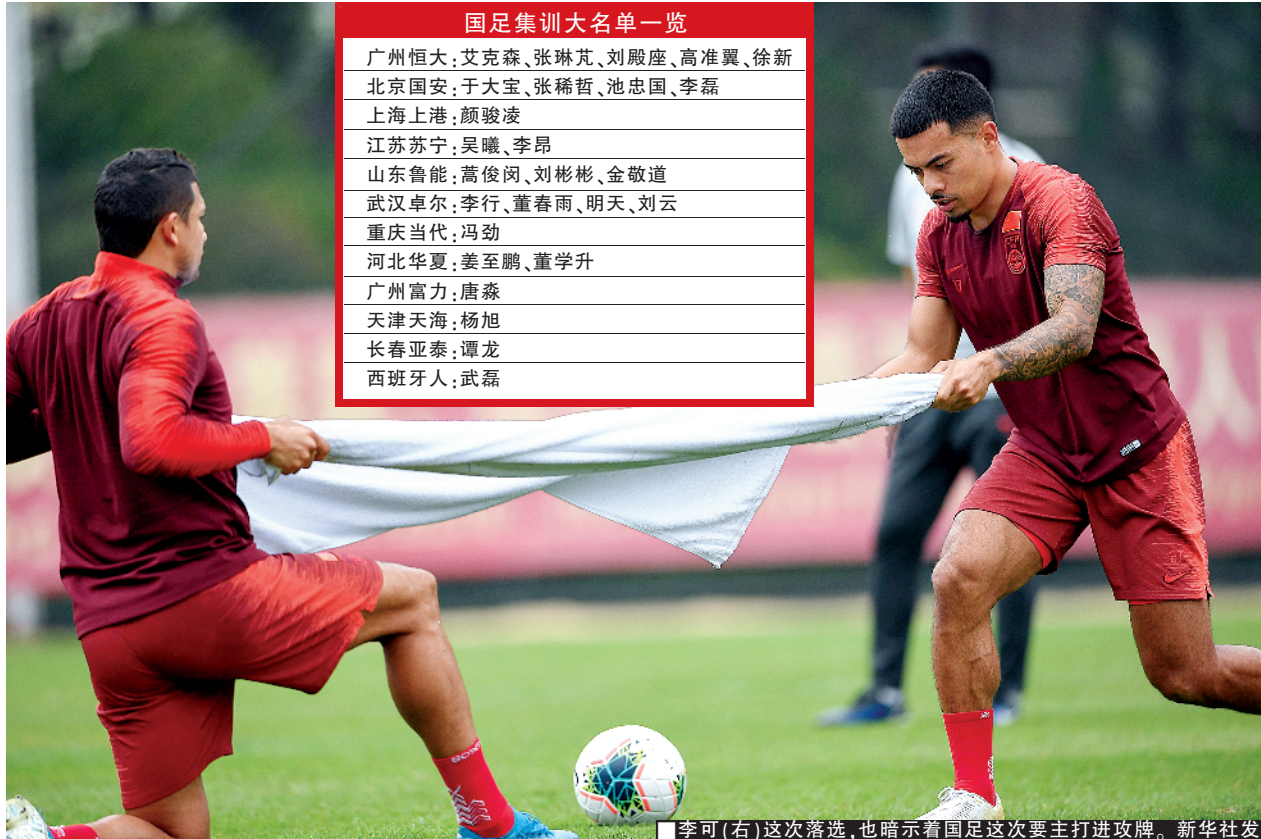 国足集训大名单一览
广州恒大:艾克森、张琳芃、刘殿座、高准翼、徐新
北京国安:于大宝、张稀哲、池忠国、李磊
上海上港:颜骏凌
江苏苏宁:吴曦、李昂
山东鲁能:蒿俊闵、刘彬彬、金敬道
武汉卓尔:李行、董春雨、明天、刘云
重庆当代:冯劲
河北华夏:姜至鹏、董学升
广州富力:唐淼
天津天海:杨旭
长春亚泰:谭龙
西班牙人:武磊
李可(右)这次落选,也暗示着国足这次要主打进攻牌。 新华社发